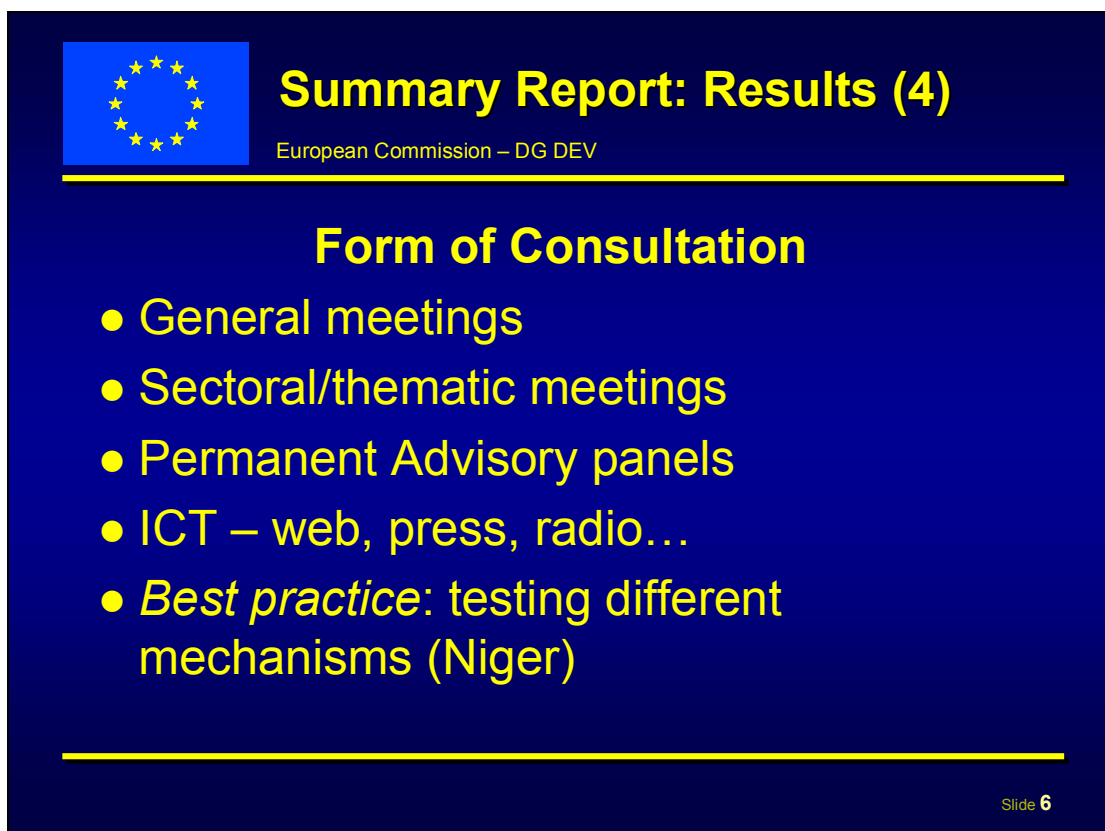 Summary Report: Results (4)
European Commission – DG DEV
Form of Consultation
● General meetings
● Sectoral/thematic meetings
● Permanent Advisory panels
● ICT – web, press, radio…
● Best practice: testing different
mechanisms (Niger)
Slide 6